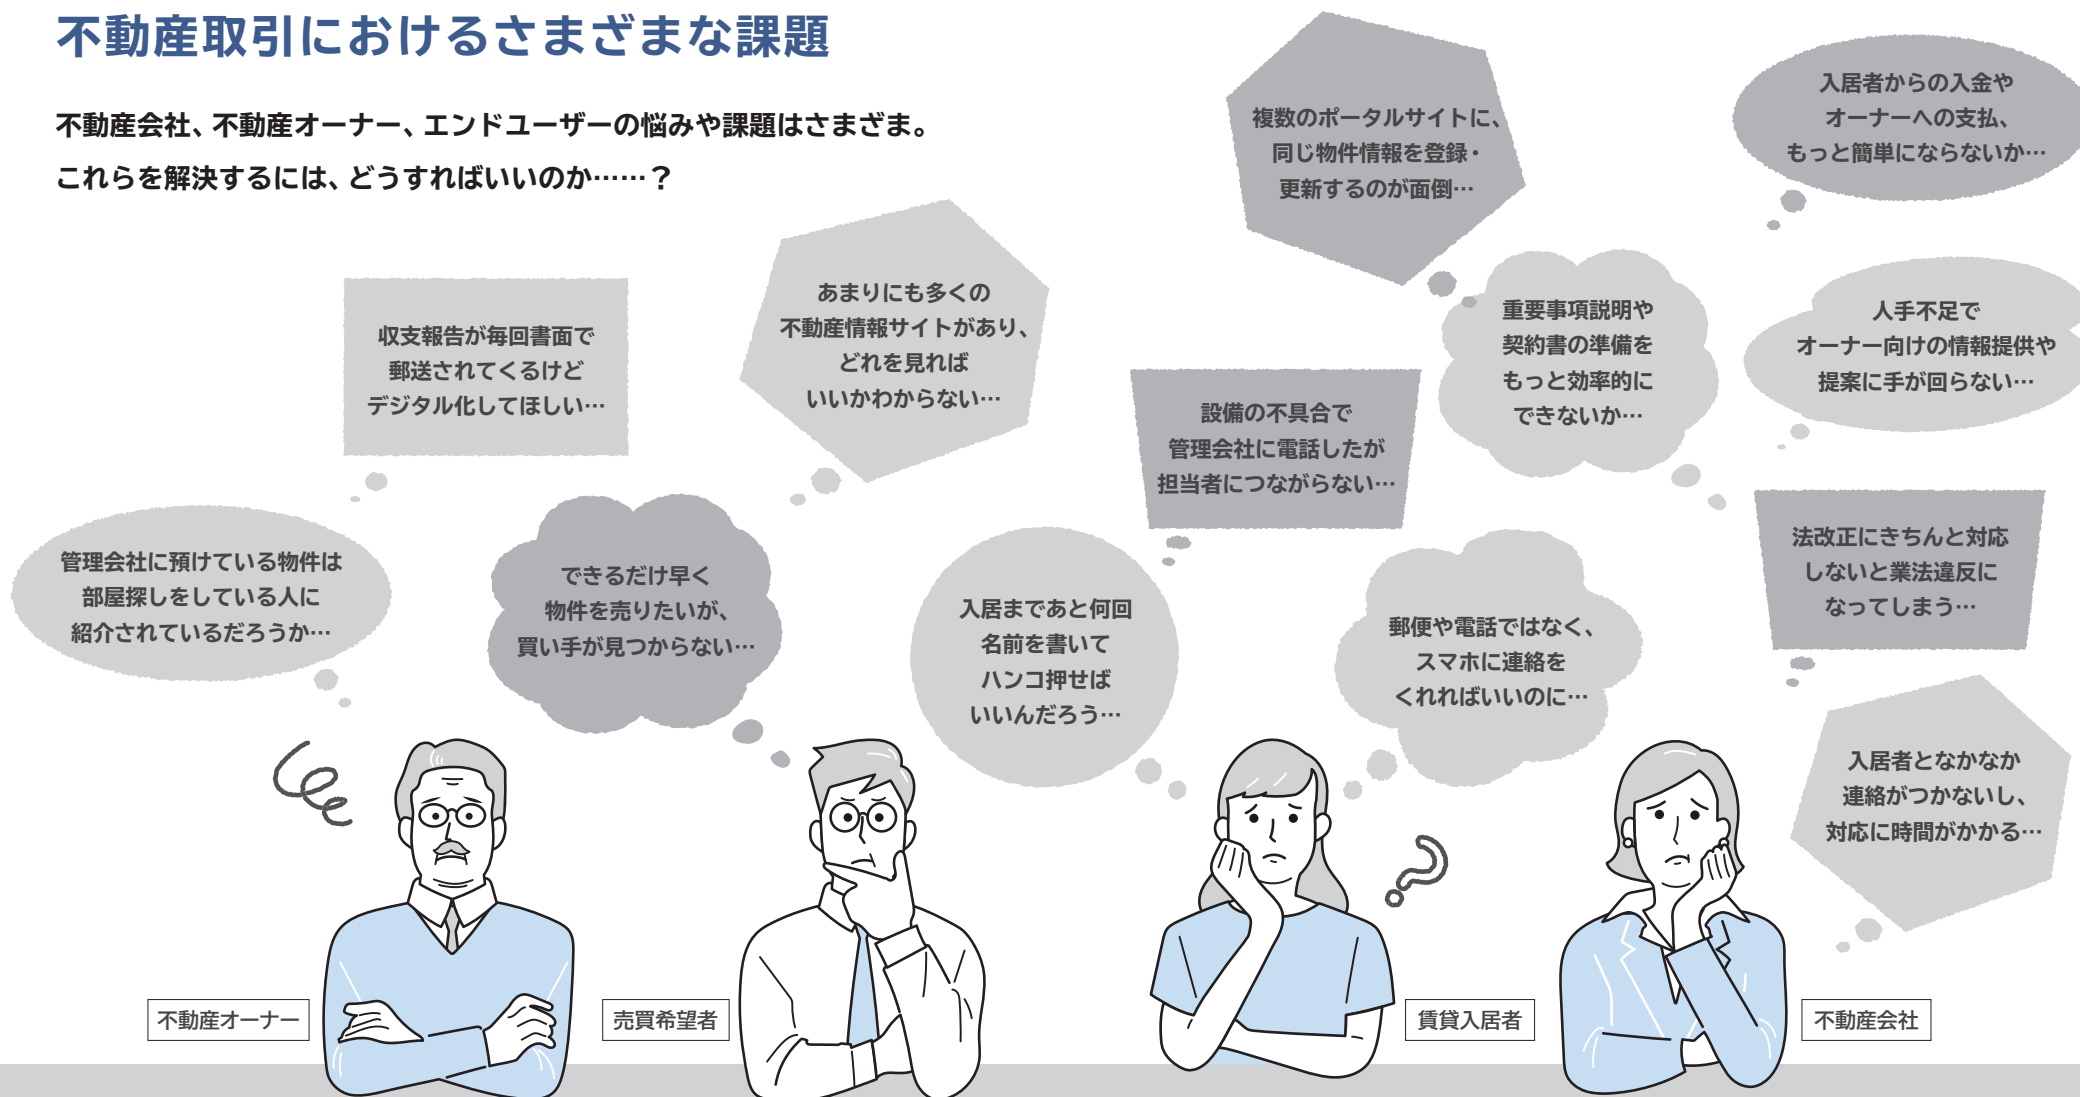 不動産取引におけるさまざまな課題
不動産会社、不動産オーナー、エンドユーザーの悩みや課題はさまざま。
これらを解決するには、どうすればいいのか……？
収支報告が毎回書面で
郵送されてくるけど
デジタル化してほしい…
管理会社に預けている物件は
部屋探しをしている人に
紹介されているだろうか…
あまりにも多くの
不動産情報サイトがあり、
どれを見れば
いいかわからない…
できるだけ早く
物件を売りたいが、
買い手が見つからない…
設備の不具合で
管理会社に電話したが
担当者につながらない…
入居まであと何回
名前を書いて
ハンコ押せば
いいんだろう…
郵便や電話ではなく、
スマホに連絡を
くれればいいのに…
複数のポータルサイトに、
同じ物件情報を登録・
更新するのが面倒…
入居者からの入金や
オーナーへの支払、
もっと簡単にならないか…
重要事項説明や
契約書の準備を
もっと効率的に
できないか…
人手不足で
オーナー向けの情報提供や
提案に手が回らない…
法改正にきちんと対応
しないと業法違反に
なってしまう…
入居者となかなか
連絡がつかないし、
対応に時間がかかる…
不動産オーナー
売買希望者
賃貸入居者
不動産会社